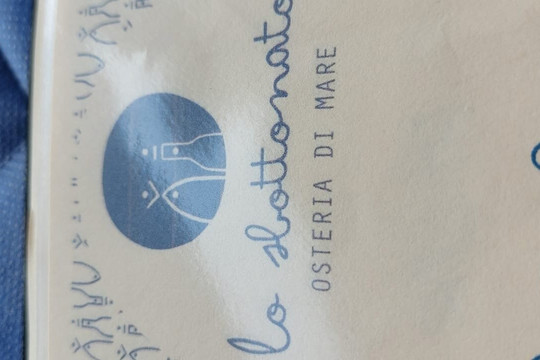 lo sbottonato
OSTERIA DI MARE